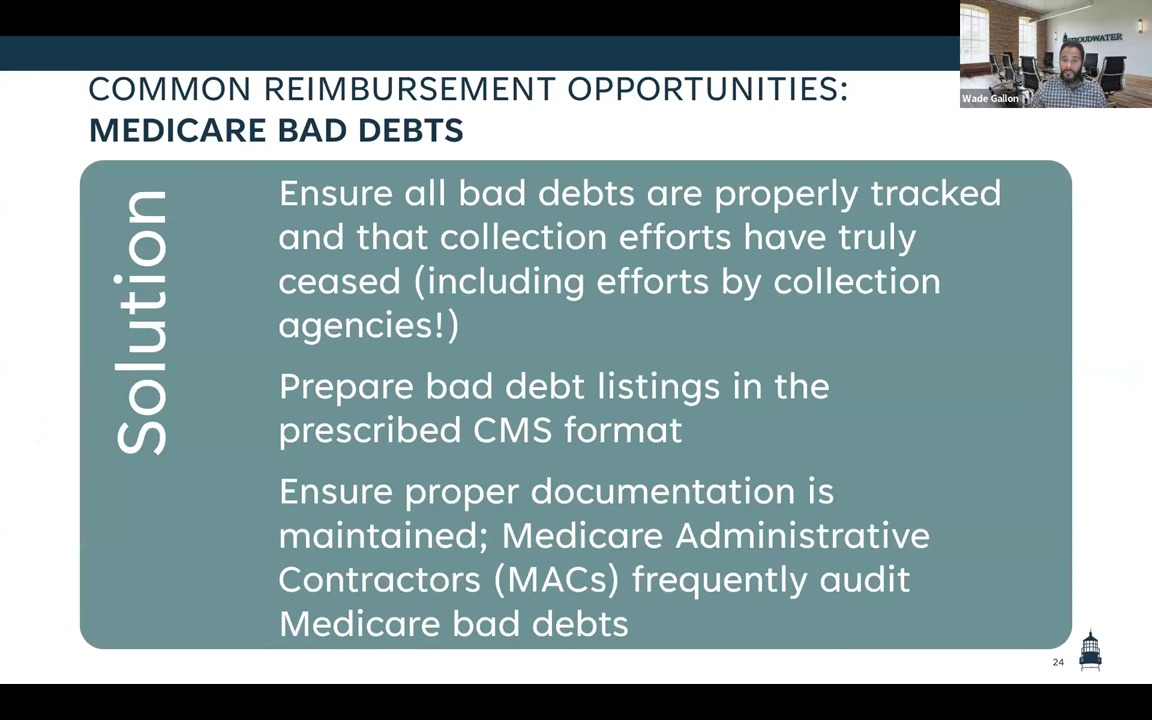 COMMON REIMBURSEMENT OPPORTUNITIES:
MEDICARE BAD DEBTS
STROUDWATER
Wade Gallon
Solution
Ensure all bad debts are properly tracked
and that collection efforts have truly
ceased (including efforts by collection
agencies!)
Prepare bad debt listings in the
prescribed CMS format
Ensure proper documentation is
maintained; Medicare Administrative
Contractors (MACs) frequently audit
Medicare bad debts
24